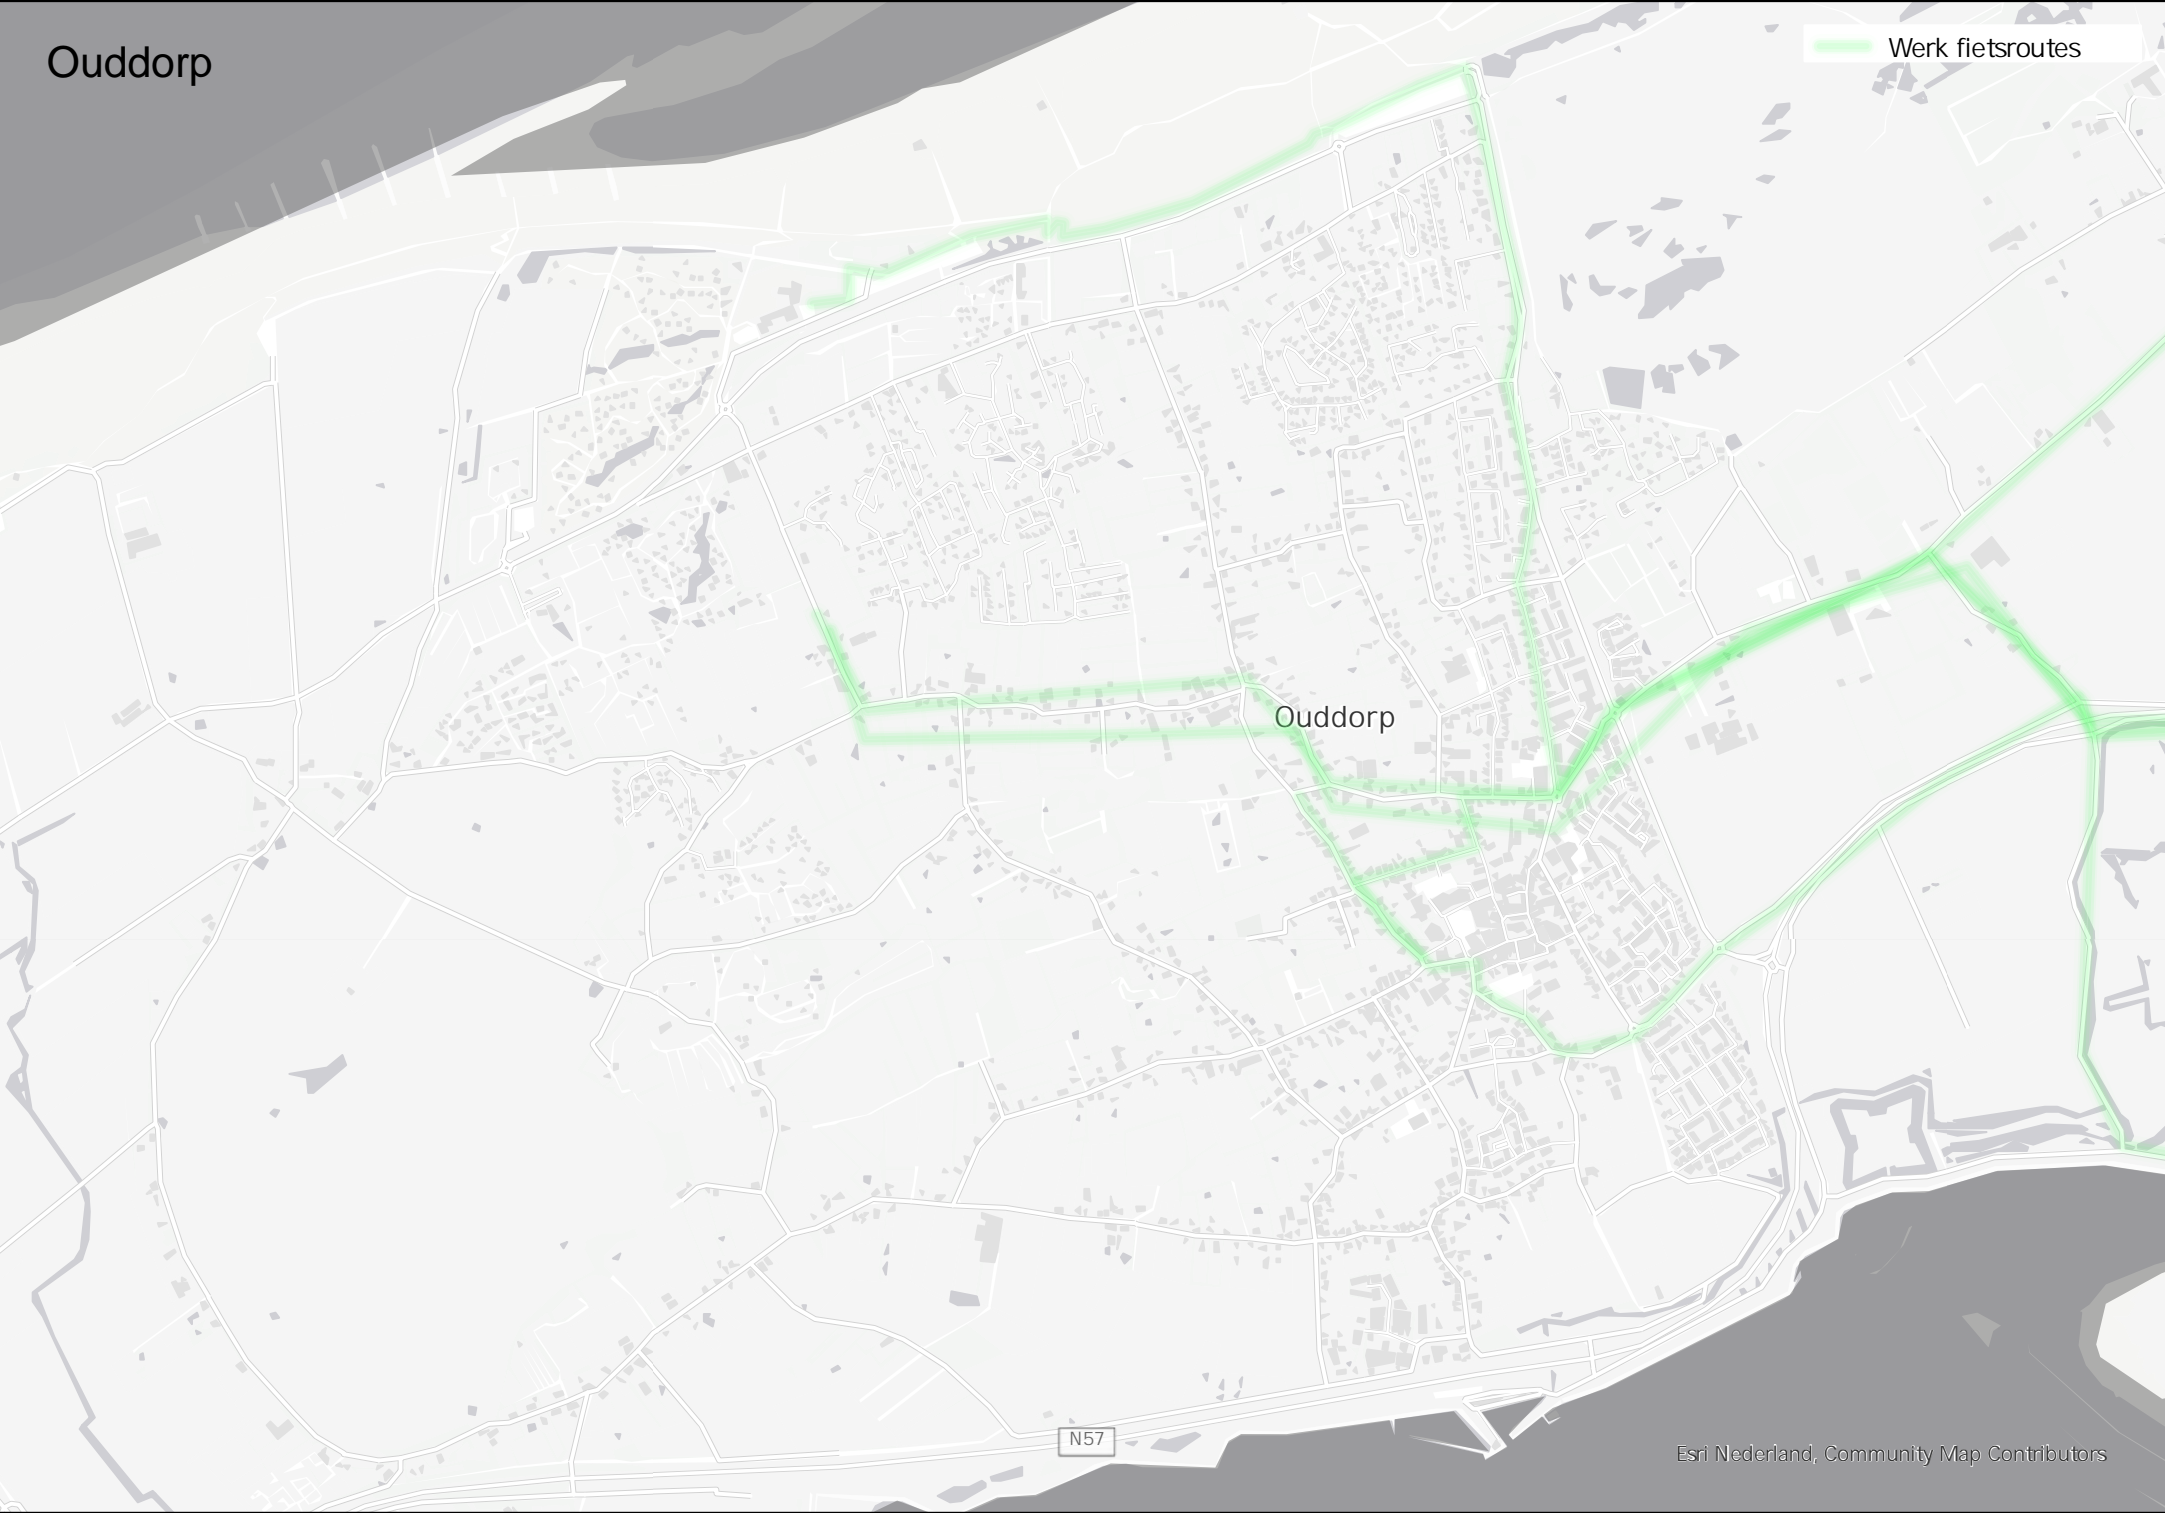 Ouddorp
Werk fietsroutes
Ouddorp
N57
Esri Nederland, Community Map Contributors